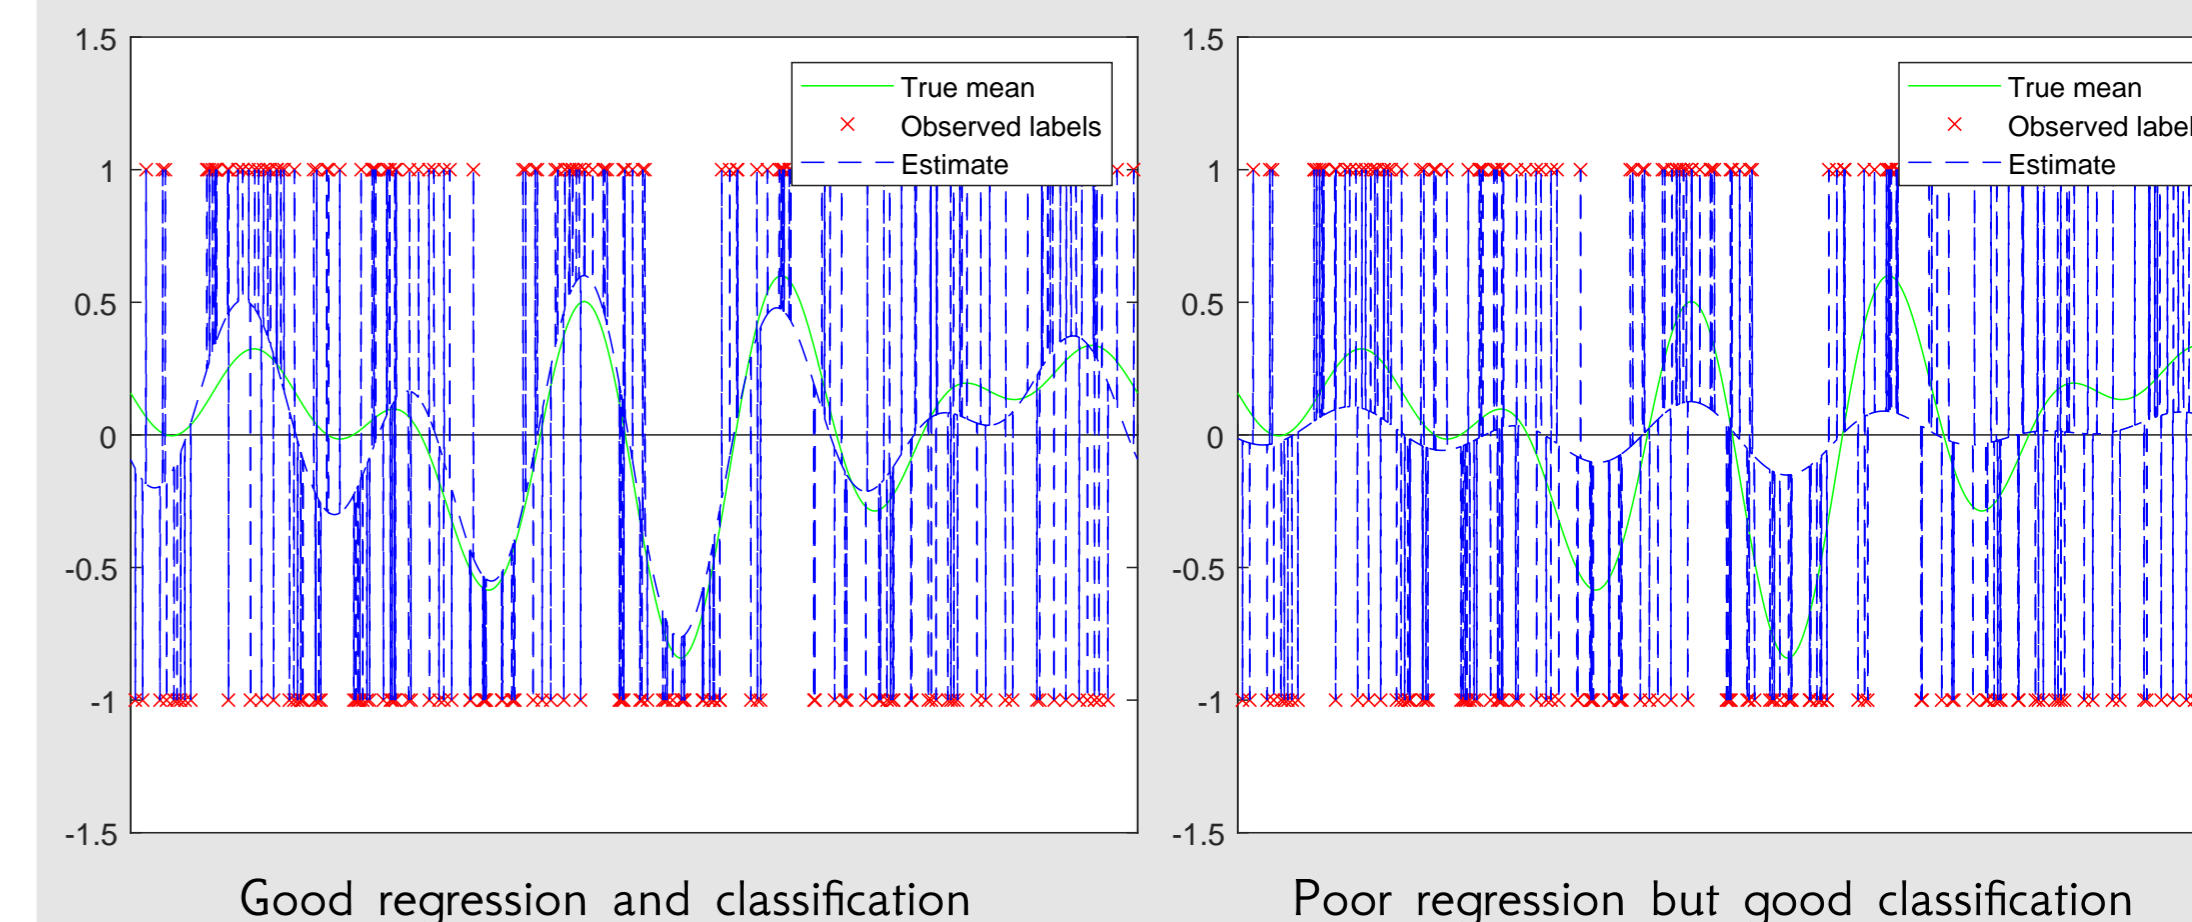 1.5
1
0.5
0
-0.5
-1
-1.5
True mean
Observed labels
Estimate
Good regression and classification
1.5
1
0.5
0
-0.5
-1
-1.5
True mean
Observed label
Estimate
Poor regression but good classification